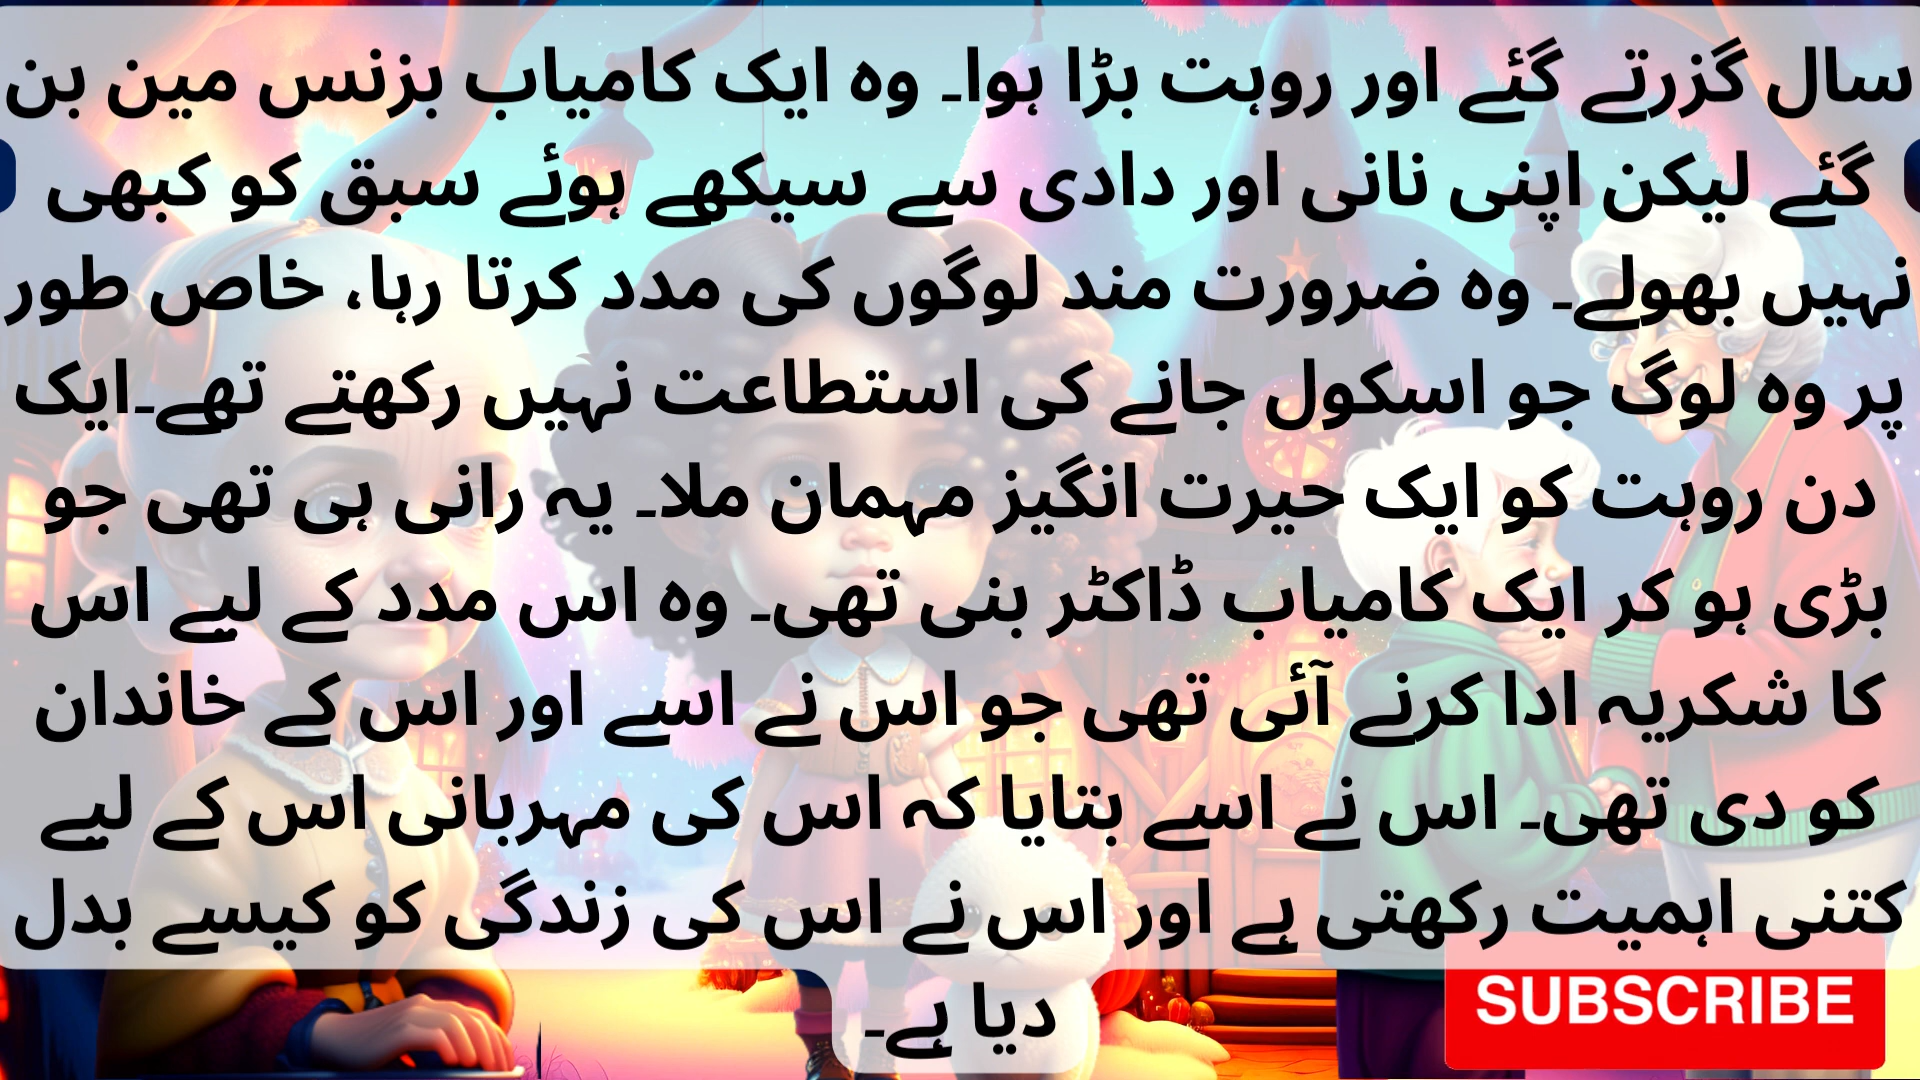 سال گزرتے گئے اور روہت بڑا ہوا۔ وہ ایک کامیاب بزنس مین بن
گئے لیکن اپنی نانی اور دادی سے سیکھے ہوئے سبق کو کبھی
نہیں بھولے۔ وہ ضرورت مند لوگوں کی مدد کرتا رہا، خاص طور
پر وہ لوگ جو اسکول جانے کی استطاعت نہیں رکھتے تھے۔ایک
دن روہت کو ایک حیرت انگیز مہمان ملا۔ یہ رانی ہی تھی جو
بڑی ہو کر ایک کامیاب ڈاکٹر بنی تھی۔ وہ اس مدد کے لیے اس
کا شکریہ ادا کرنے آئی تھی جو اس نے اسے اور اس کے خاندان
کو دی تھی۔ اس نے اسے بتایا کہ اس کی مہربانی اس کے لیے
کتنی اہمیت رکھتی ہے اور اس نے اس کی زندگی کو کیسے بدل
دیا ہے۔
SUBSCRIBE